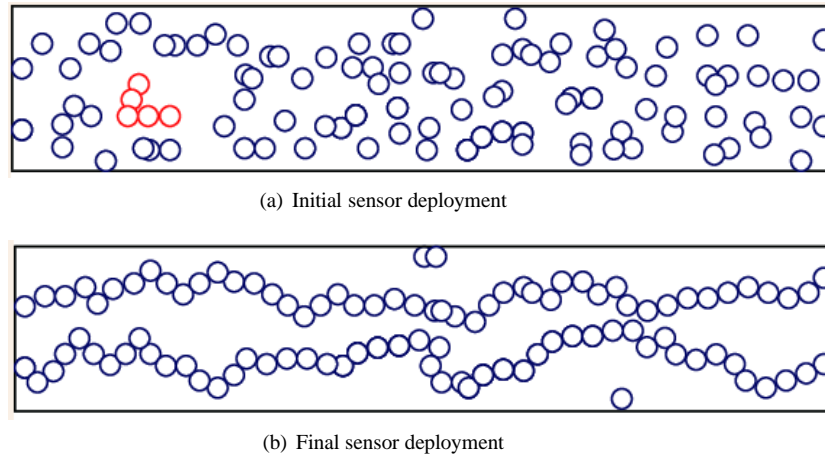 (a) Initial sensor deployment
(b) Final sensor deployment